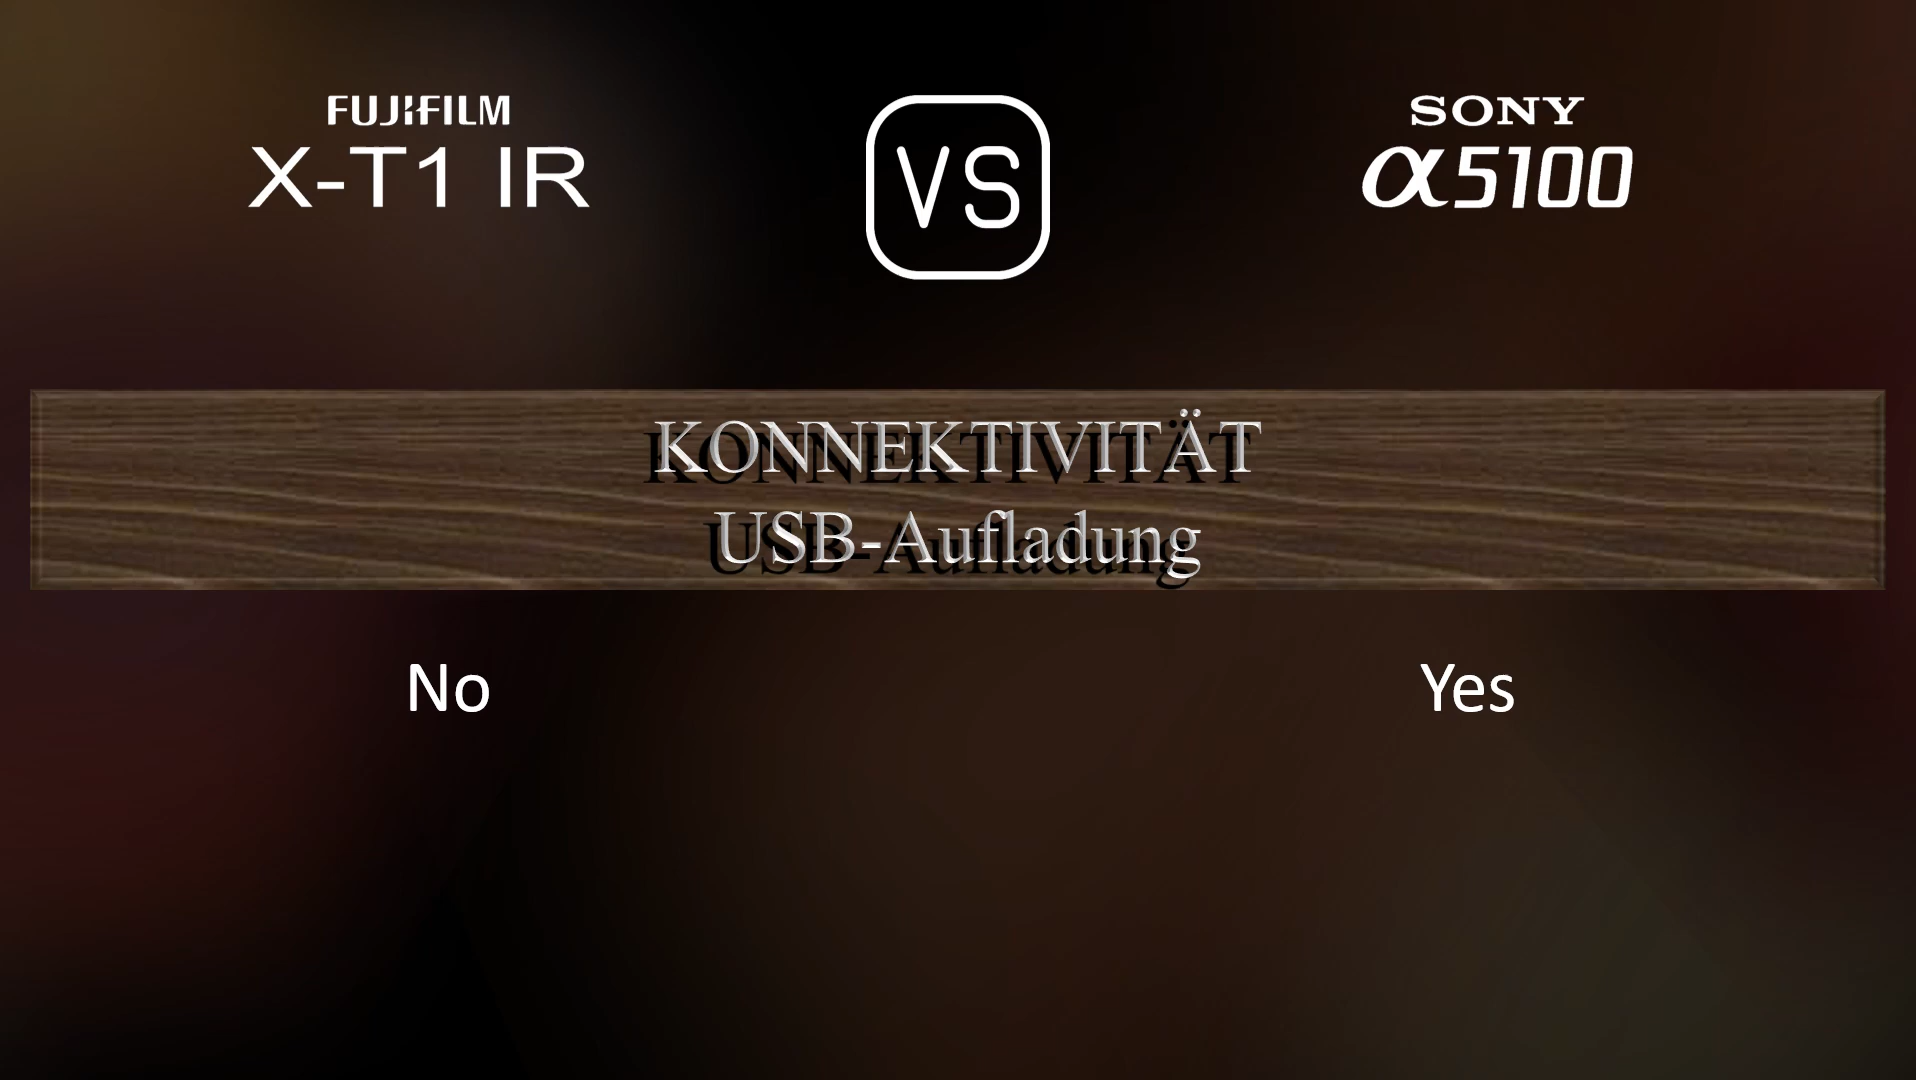 FUJIFILM
X-T1 IR
VS
SONY
α5100
KONNEKTIVITÄT
USB-Aufladung
No
Yes